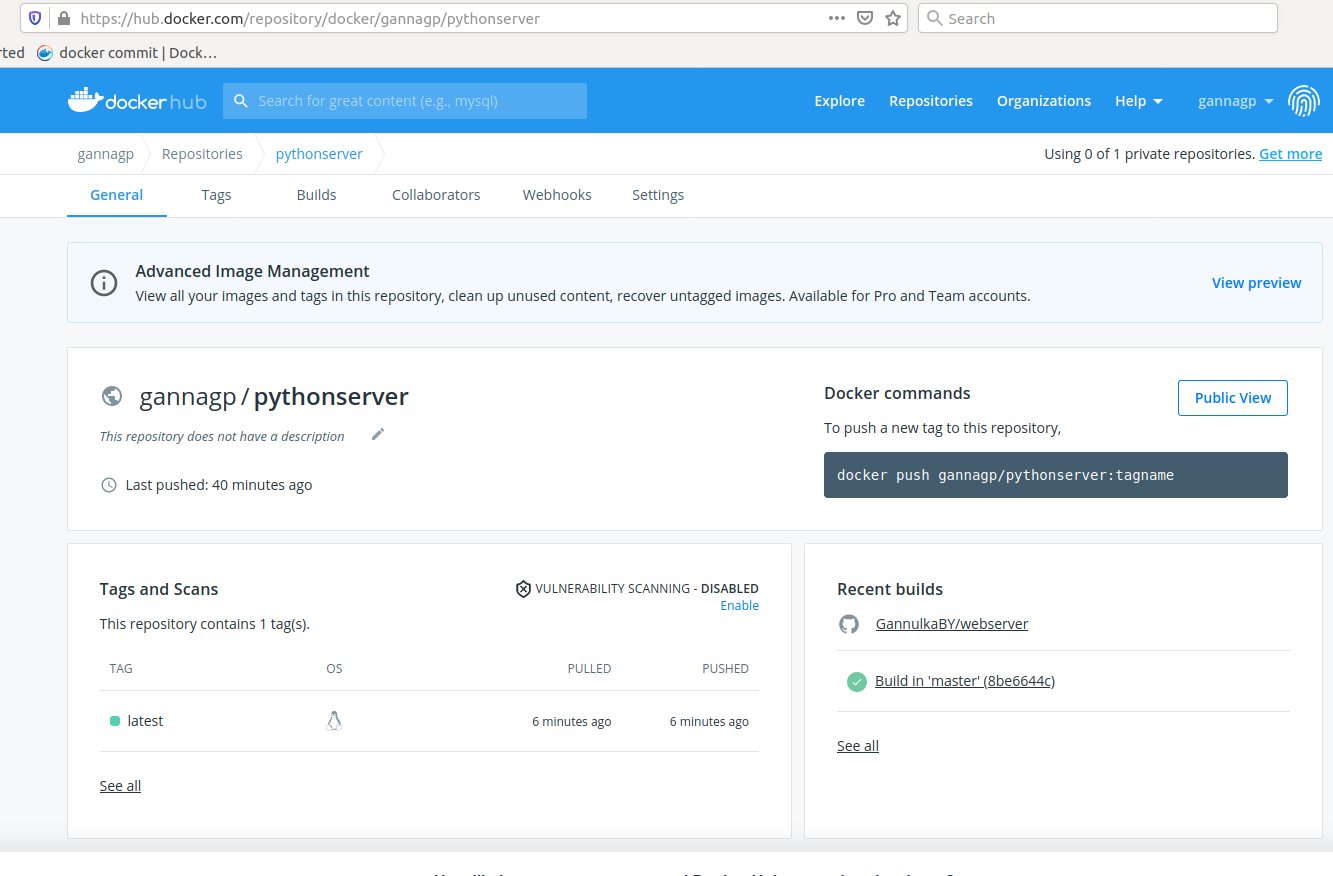 https://hub.docker.com/repository/docker/gannagp/pythonserver
Search
rted
docker commit | Dock…
docker hub
Search for great content (e.g., mysql)
Explore
Repositories
Organizations
Help
gannagp
gannagp
Repositories
pythonserver
Using 0 of 1 private repositories. Get more
General
Tags
Builds
Collaborators
Webhooks
Settings
Advanced Image Management
View all your images and tags in this repository, clean up unused content, recover untagged images. Available for Pro and Team accounts.
View preview
gannagp / pythonserver
This repository does not have a description
Last pushed: 40 minutes ago
Docker commands
Public View
To push a new tag to this repository,
docker push gannagp/pythonserver:tagname
Tags and Scans
VULNERABILITY SCANNING - DISABLED
Enable
This repository contains 1 tag(s).
TAG OS PULLED PUSHED
latest 6 minutes ago 6 minutes ago
See all
Recent builds
GannulkaBY/webserver
Build in 'master' (8be6644c)
See all